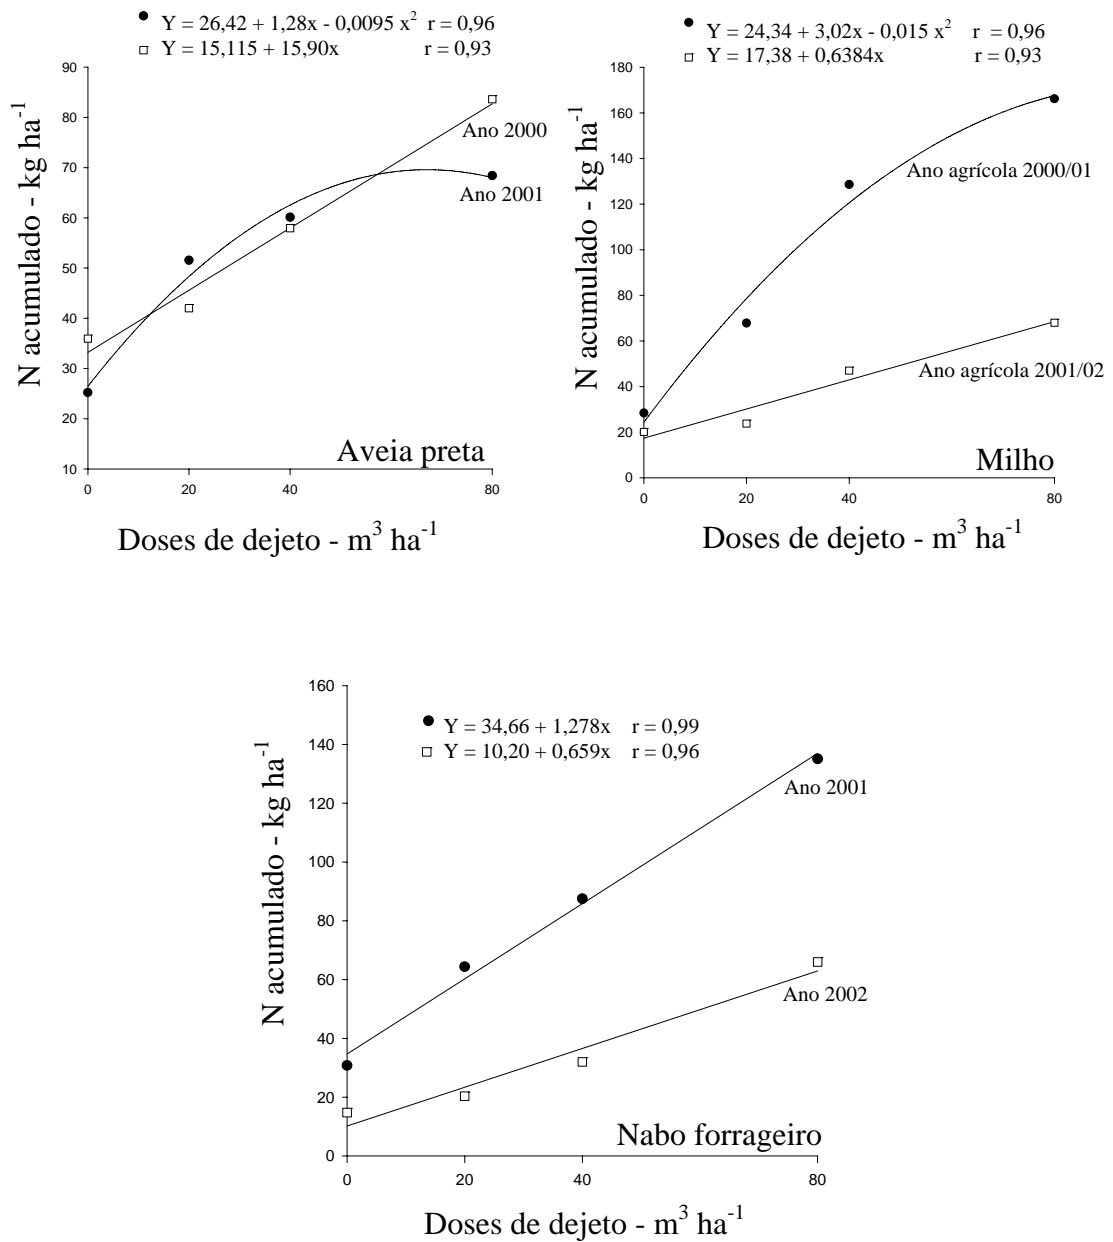 ● Y = 26,42 + 1,28x - 0,0095 x² r = 0,96
□ Y = 15,115 + 15,90x r = 0,93
N acumulado - kg ha⁻¹
90
80
70
60
50
40
30
20
10
Ano 2000
Ano 2001
Aveia preta
0 20 40 80
Doses de dejeto - m³ ha⁻¹
● Y = 24,34 + 3,02x - 0,015 x² r = 0,96
□ Y = 17,38 + 0,6384x r = 0,93
N acumulado - kg ha⁻¹
180
160
140
120
100
80
60
40
20
0
Ano agrícola 2000/01
Ano agrícola 2001/02
Milho
0 20 40 80
Doses de dejeto - m³ ha⁻¹
● Y = 34,66 + 1,278x r = 0,99
□ Y = 10,20 + 0,659x r = 0,96
N acumulado - kg ha⁻¹
160
140
120
100
80
60
40
20
0
Ano 2001
Ano 2002
Nabo forrageiro
0 20 40 80
Doses de dejeto - m³ ha⁻¹